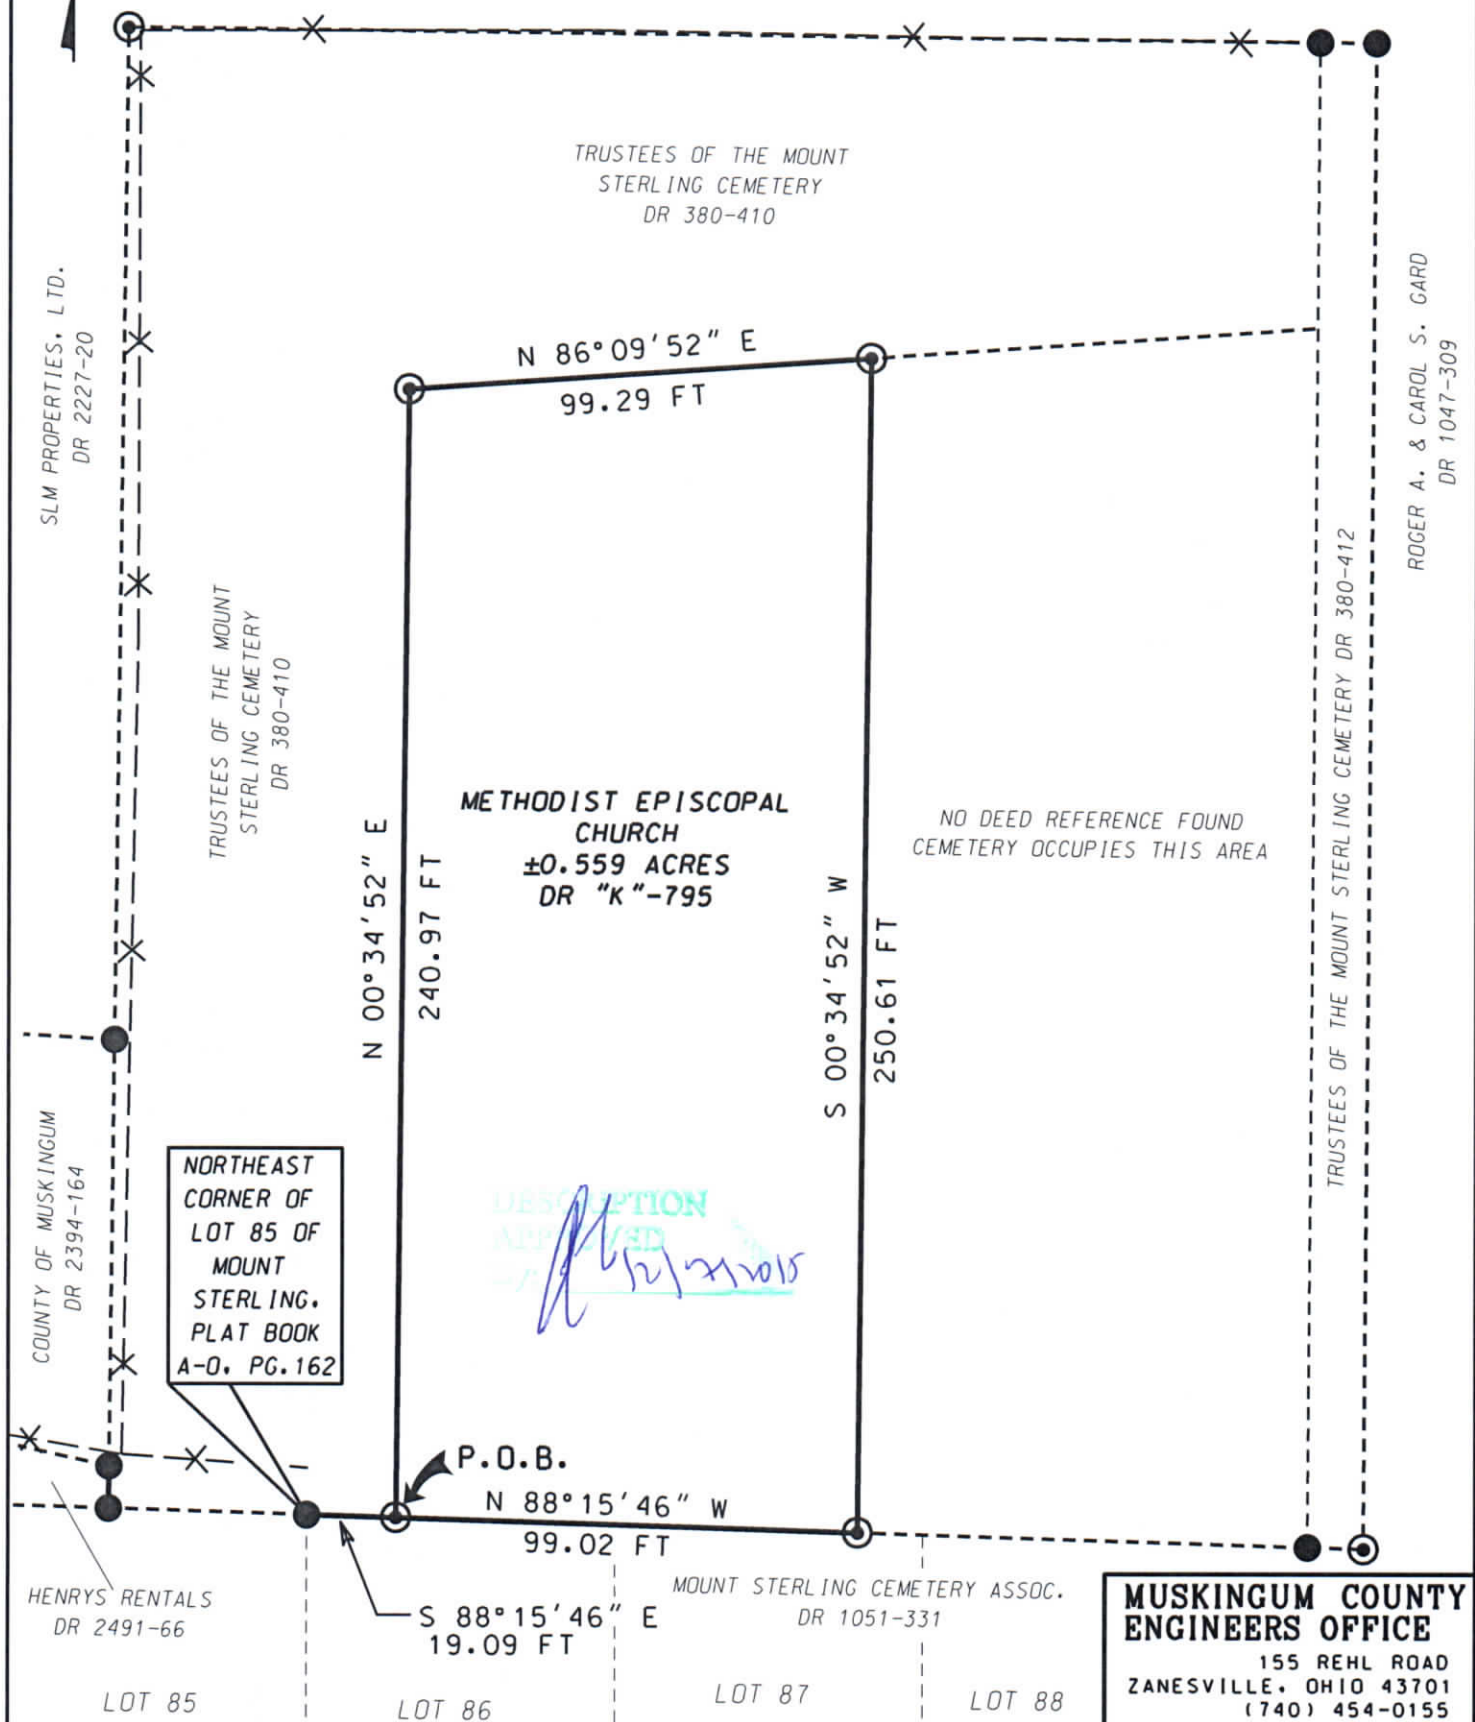 TRUSTEES OF THE MOUNT
STERLING CEMETERY
DR 380-410
SLM PROPERTIES, LTD.
DR 2227-20
ROGER A. & CAROL S. GARD
DR 1047-309
N 86°09'52" E
99.29 FT
TRUSTEES OF THE MOUNT
STERLING CEMETERY
DR 380-410
TRUSTEES OF THE MOUNT STERLING CEMETERY DR 380-412
N 00°34'52" E
240.97 FT
METHODIST EPISCOPAL
CHURCH
±0.559 ACRES
DR "K"-795
S 00°34'52" W
250.61 FT
NO DEED REFERENCE FOUND
CEMETERY OCCUPIES THIS AREA
COUNTY OF MUSKINGUM
DR 2394-164
NORTHEAST
CORNER OF
LOT 85 OF
MOUNT
STERLING,
PLAT BOOK
A-O, PG.162
DESCRIPTION
APPROVED
12/7/2015
P.O.B.
N 88°15'46" W
99.02 FT
HENRYS RENTALS
DR 2491-66
S 88°15'46" E
19.09 FT
MOUNT STERLING CEMETERY ASSOC.
DR 1051-331
LOT 85
LOT 86
LOT 87
LOT 88
MUSKINGUM COUNTY
ENGINEERS OFFICE
155 REHL ROAD
ZANESVILLE, OHIO 43701
(740) 454-0155